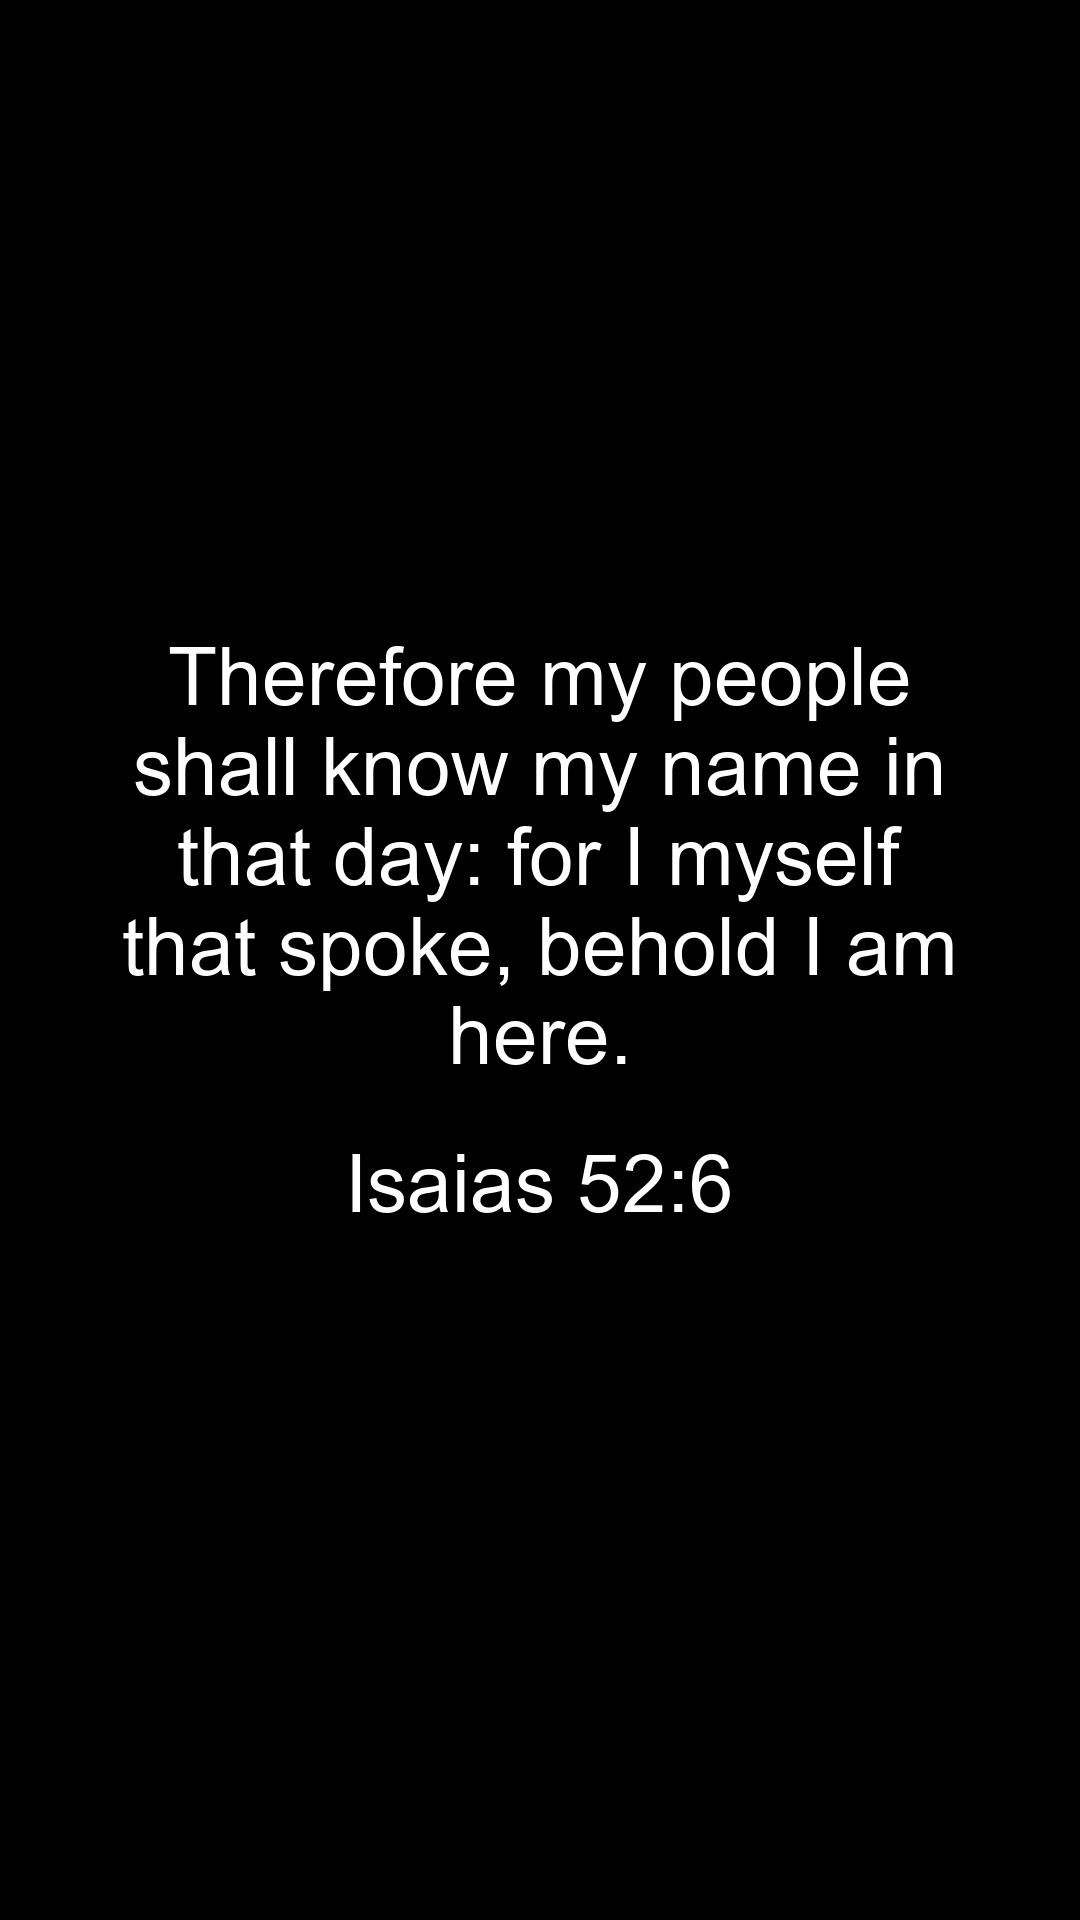 Therefore my people
shall know my name in
that day: for I myself
that spoke, behold I am
here.
Isaias 52:6